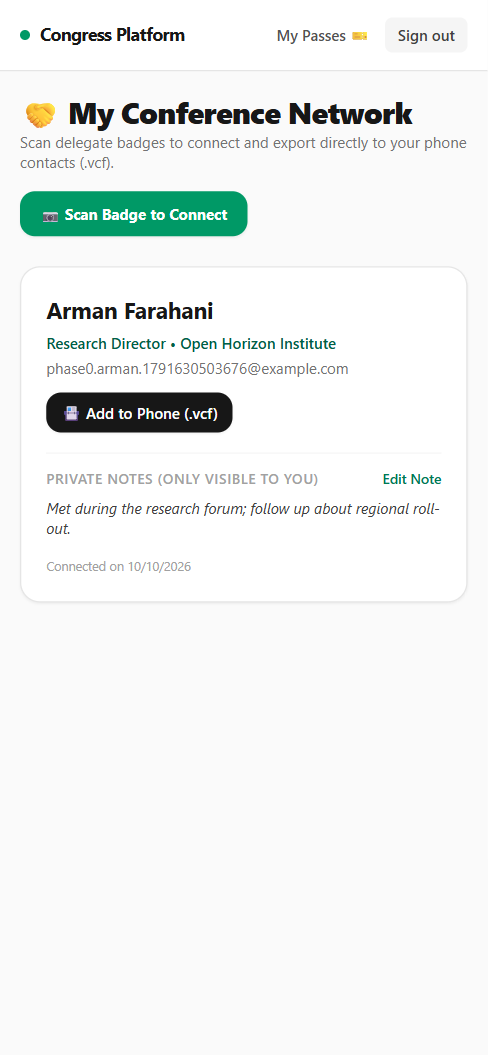 Congress Platform
My Passes 🎫
Sign out
🤝 My Conference Network
Scan delegate badges to connect and export directly to your phone
contacts (.vcf).
📷 Scan Badge to Connect
Arman Farahani
Research Director • Open Horizon Institute
phase0.arman.1791630503676@example.com
📇 Add to Phone (.vcf)
PRIVATE NOTES (ONLY VISIBLE TO YOU)
Edit Note
Met during the research forum; follow up about regional roll-
out.
Connected on 10/10/2026